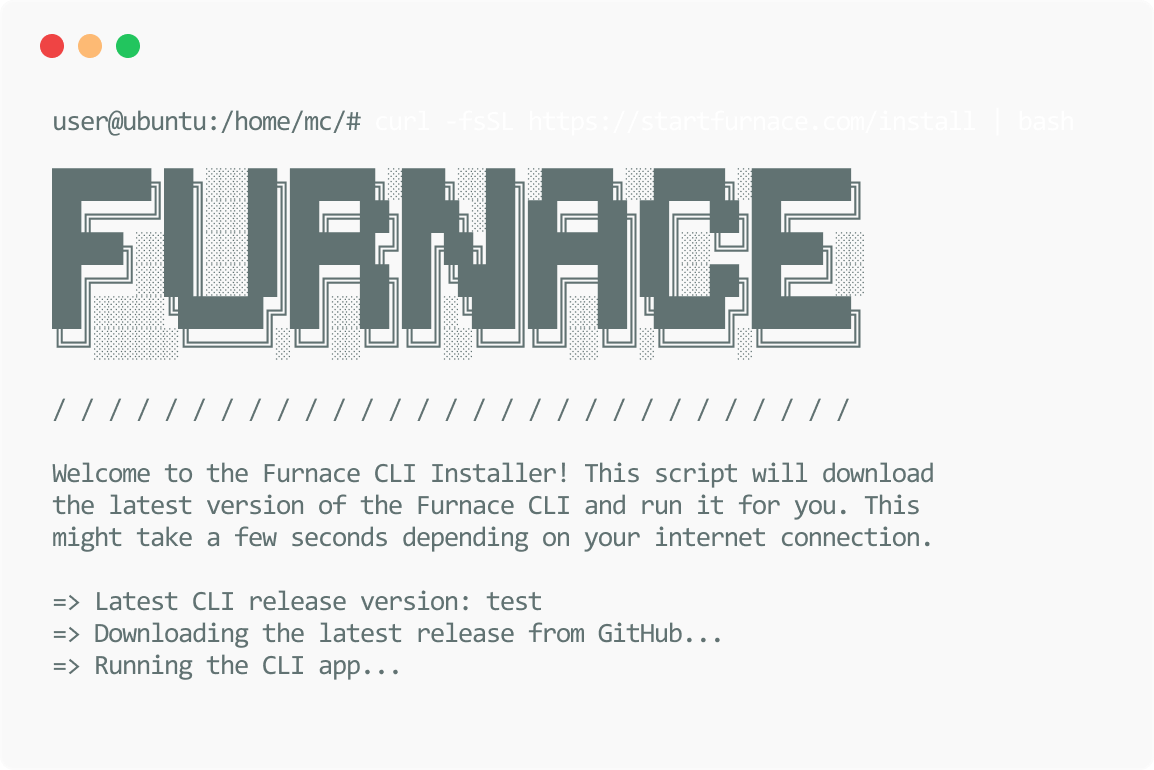 user@ubuntu:/home/mc/# curl -fsSL https://startfurnace.com/install | bash
FURNACE
/ / / / / / / / / / / / / / / / / / / / / / / / / / / / /
Welcome to the Furnace CLI Installer! This script will download
the latest version of the Furnace CLI and run it for you. This
might take a few seconds depending on your internet connection.
=> Latest CLI release version: test
=> Downloading the latest release from GitHub...
=> Running the CLI app...